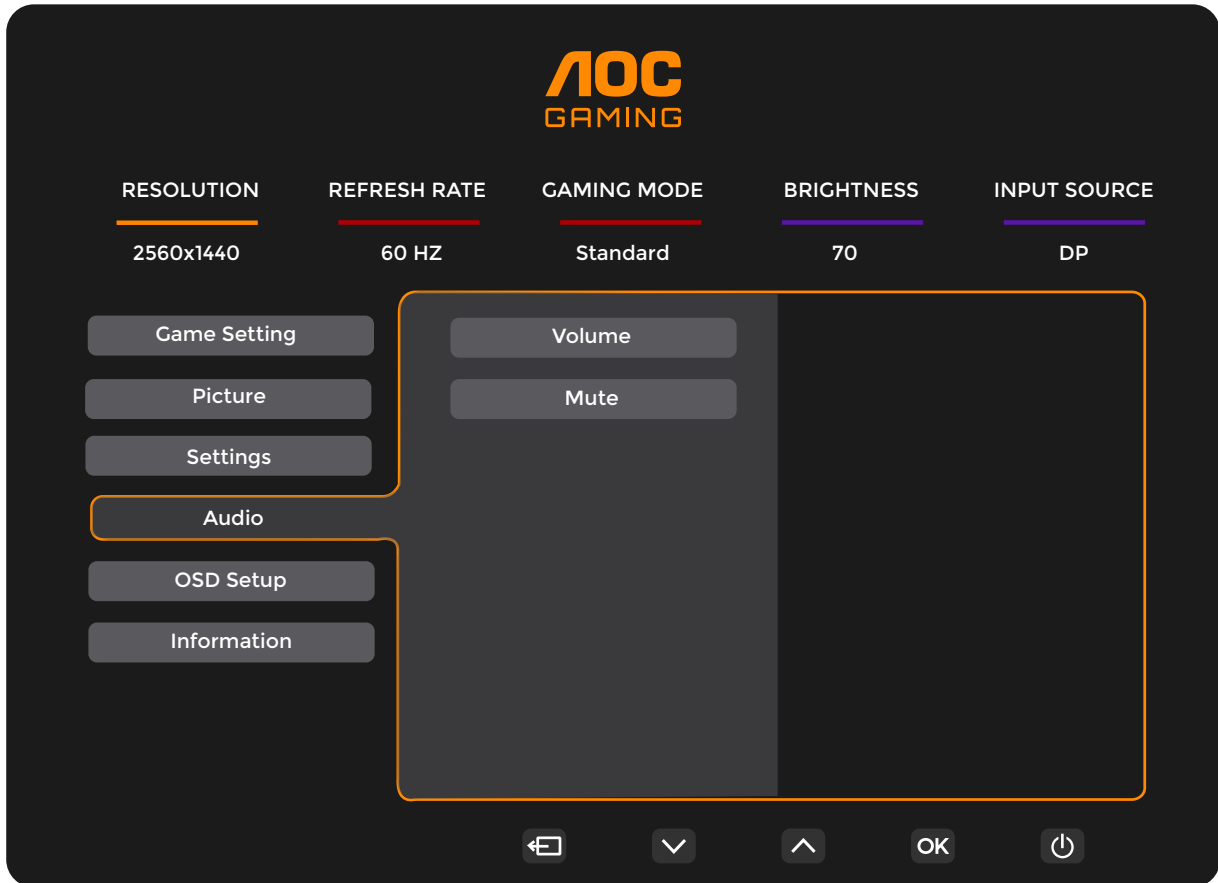 AOC
GAMING
RESOLUTION REFRESH RATE GAMING MODE BRIGHTNESS INPUT SOURCE
2560x1440 60 HZ Standard 70 DP
Game Setting Volume
Picture Mute
Settings
Audio
OSD Setup
Information
OK